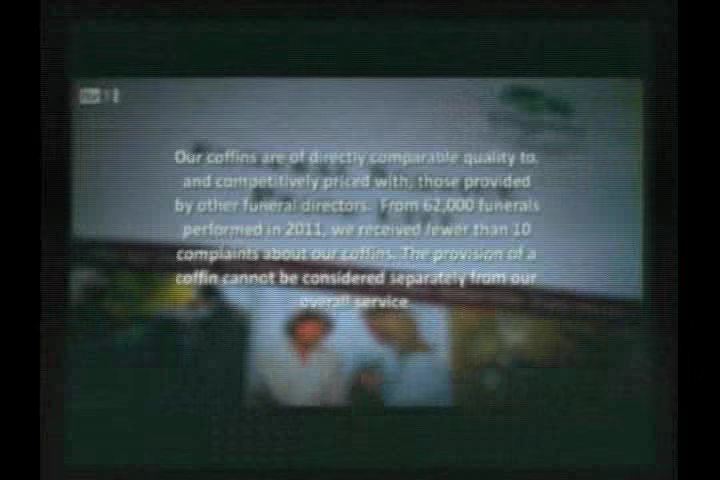 Our coffins are of directly comparable quality to,
and competitively priced with, those provided
by other funeral directors. From 62,000 funerals
performed in 2011, we received fewer than 10
complaints about our coffins. The provision of a
coffin cannot be considered separately from our
overall service